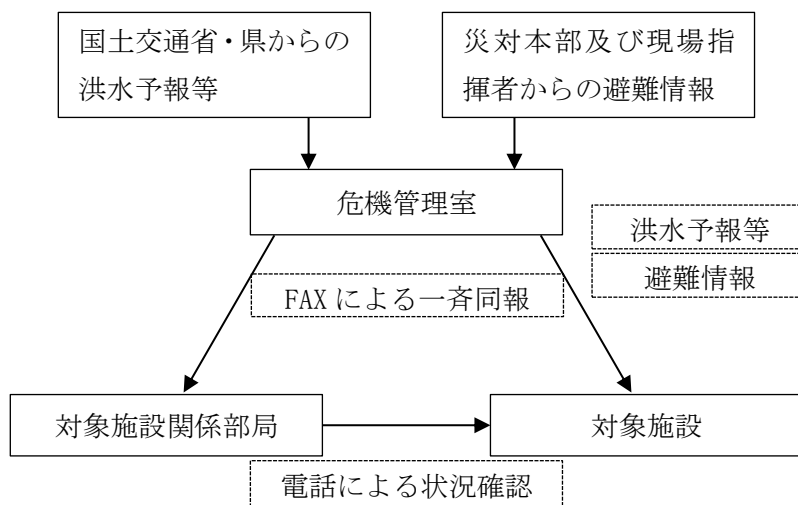 国土交通省・県からの
洪水予報等
災対本部及び現場指
揮者からの避難情報
危機管理室
洪水予報等
避難情報
FAXによる一斉同報
対象施設関係部局
対象施設
電話による状況確認